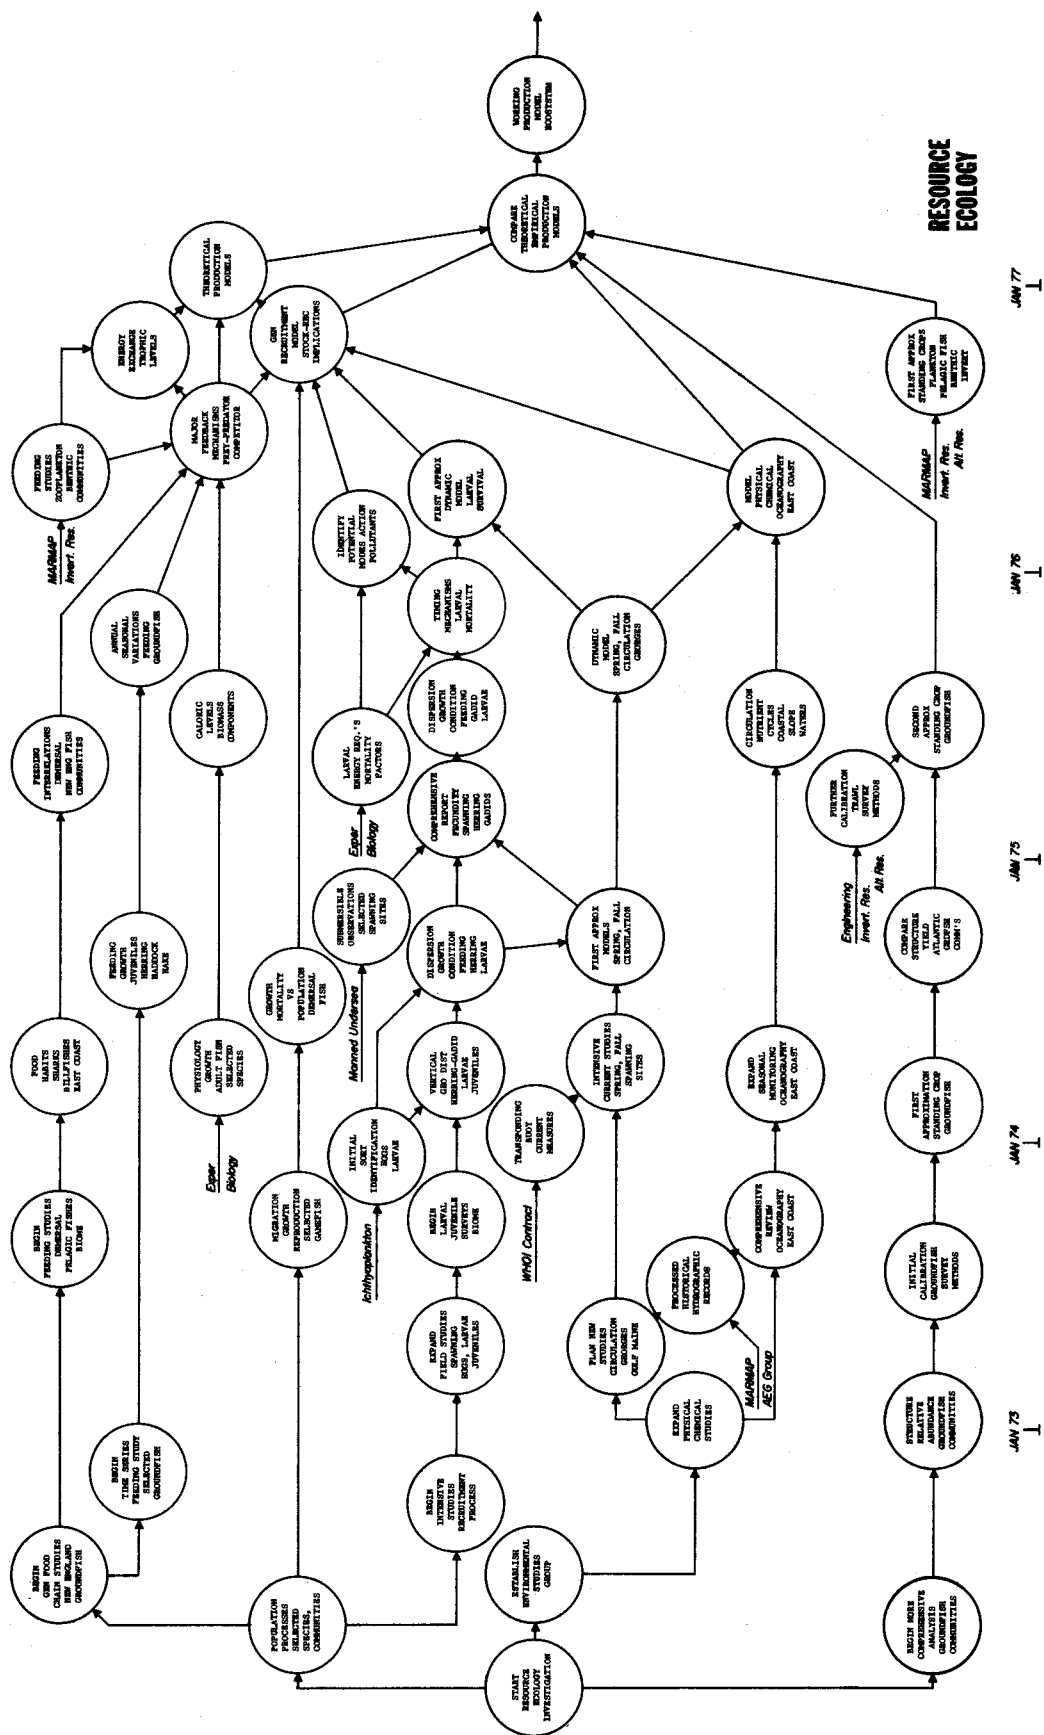 RESOURCE
ECOLOGY
START
RESOURCE
ECOLOGY
INVESTIGATION
POPULATION
PROCESSES
SELECTED
SPECIES,
COMMUNITIES
ESTABLISH
ENVIRONMENTAL
STUDIES
GROUP
BEGIN MORE
COMPREHENSIVE
ANALYSIS
GROUNDFISH
COMMUNITIES
BEGIN
GEN FOOD
CHAIN STUDIES
NEW ENGLAND
GROUNDFISH
BEGIN
TIME SERIES
FEEDING STUDY
SELECTED
GROUNDFISH
BEGIN
INTENSIVE
STUDIES
RECRUITMENT
PROCESS
EXPAND
PHYSICAL
CHEMICAL
STUDIES
STRUCTURE
RELATIVE
ABUNDANCE
GROUNDFISH
COMMUNITIES
JAN 73
EXPAND
FIELD STUDIES
SPAWNING
EGGS, LARVAE
JUVENILES
PLAN NEW
STUDIES
CIRCULATION
GEORGES
GULF MAINE
MARMAP
AEG Group
PROCESSED
HISTORICAL
HYDROGRAPHIC
RECORDS
INITIAL
CALIBRATION
GROUNDFISH
SURVEY
METHODS
BEGIN
FEEDING STUDIES
DEMERSAL
PELAGIC FISHES
BIOME
Exper
Biology
MIGRATION
GROWTH
REPRODUCTION
SELECTED
GAMEFISH
Ichthyoplankton
BEGIN
LARVAL
JUVENILE
SURVEYS
BIOME
WHOI Contract
COMPREHENSIVE
REVIEW
OCEANOGRAPHY
EAST COAST
JAN 74
INITIAL
SORT
IDENTIFICATION
EGGS
LARVAE
TRANSPONDING
BUOY
CURRENT
MEASURES
FIRST
APPROXIMATION
STANDING CROP
GROUNDFISH
FOOD
HABITS
SHARKS
BILLFISHES
EAST COAST
PHYSIOLOGY
GROWTH
ADULT FISH
SELECTED
SPECIES
VERTICAL
GEO DIST
HERRING-GADID
LARVAE
JUVENILES
INTENSIVE
CURRENT STUDIES
SPRING, FALL
SPAWNING
SITES
EXPAND
SEASONAL
MONITORING
OCEANOGRAPHY
EAST COAST
GROWTH
MORTALITY
VS
POPULATION
DEMERSAL
FISH
Manned Undersea
FEEDING
GROWTH
JUVENILES
HERRING
HADDOCK
HAKE
SUBMERSIBLE
OBSERVATIONS
SELECTED
SPAWNING
SITES
DISPERSION
GROWTH
CONDITION
FEEDING
HERRING
LARVAE
FIRST APPROX
MODELS
SPRING, FALL
CIRCULATION
COMPARE
STRUCTURE
YIELD
ATLANTIC
GRDFSH
COMM'S
Engineering
Invert. Res.
Alt. Res.
JAN 75
Exper
Biology
COMPREHENSIVE
REPORT
FECUNDITY
SPAWNING
HERRING
GADIDS
FURTHER
CALIBRATION
TRAWL
SURVEY
METHODS
FEEDING
INTERRELATIONS
DEMERSAL
NEW ENG FISH
COMMUNITIES
LARVAL
ENERGY REQ.'S
MORTALITY
FACTORS
CALORIC
LEVELS
BIOMASS
COMPONENTS
DISPERSION
GROWTH
CONDITION
FEEDING
GADID
LARVAE
CIRCULATION
NUTRIENT
CYCLES
COASTAL
SLOPE
WATERS
SECOND
APPROX
STANDING CROP
GROUNDFISH
ANNUAL
SEASONAL
VARIATIONS
FEEDING
GROUNDFISH
TIMING
MECHANISMS
LARVAL
MORTALITY
DYNAMIC
MODEL
SPRING, FALL
CIRCULATION
GEORGES
JAN 76
MARMAP
Invert. Res.
IDENTIFY
POTENTIAL
MODES ACTION
POLLUTANTS
FIRST APPROX
DYNAMIC
MODEL
LARVAL
SURVIVAL
MODEL
PHYSICAL
CHEMICAL
OCEANOGRAPHY
EAST COAST
MARMAP
Invert. Res.
Alt. Res.
FEEDING
STUDIES
ZOOPLANKTON
BENTHIC
COMMUNITIES
MAJOR
FEEDBACK
MECHANISMS
PREY-PREDATOR
COMPETITOR
ENERGY
EXCHANGE
TROPHIC
LEVELS
GEN
RECRUITMENT
MODEL
STOCK-REC
IMPLICATIONS
FIRST APPROX
STANDING CROPS
PLANKTON
PELAGIC FISH
BENTHIC
INVERT
JAN 77
THEORETICAL
PRODUCTION
MODELS
COMPARE
THEORETICAL
EMPIRICAL
PRODUCTION
MODELS
WORKING
PRODUCTION
MODEL
ECOSYSTEM